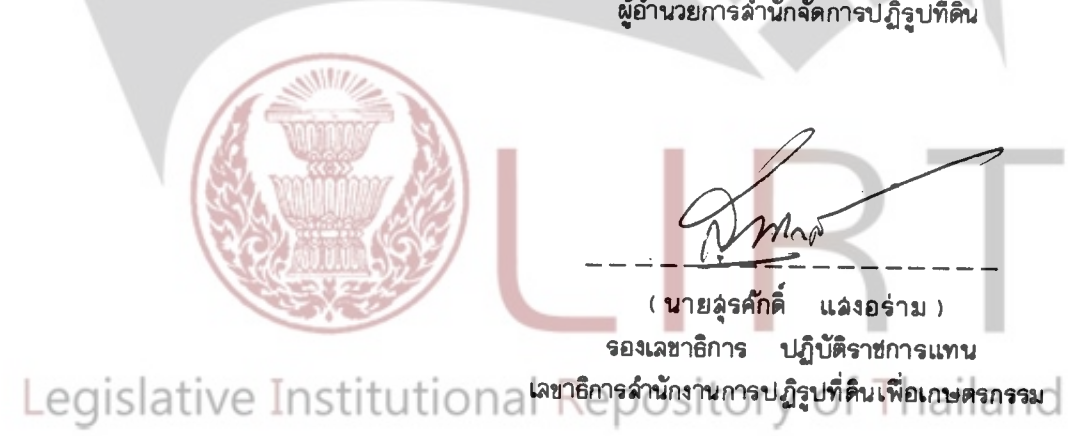 ผู้อำนวยการสำนักจัดการปฏิรูปที่ดิน
LIRT
( นายสุรศักดิ์ แสงอร่าม )
รองเลขาธิการ ปฏิบัติราชการแทน
เลขาธิการสำนักงานการปฏิรูปที่ดินเพื่อเกษตรกรรม
Legislative Institutional Repository of Thailand